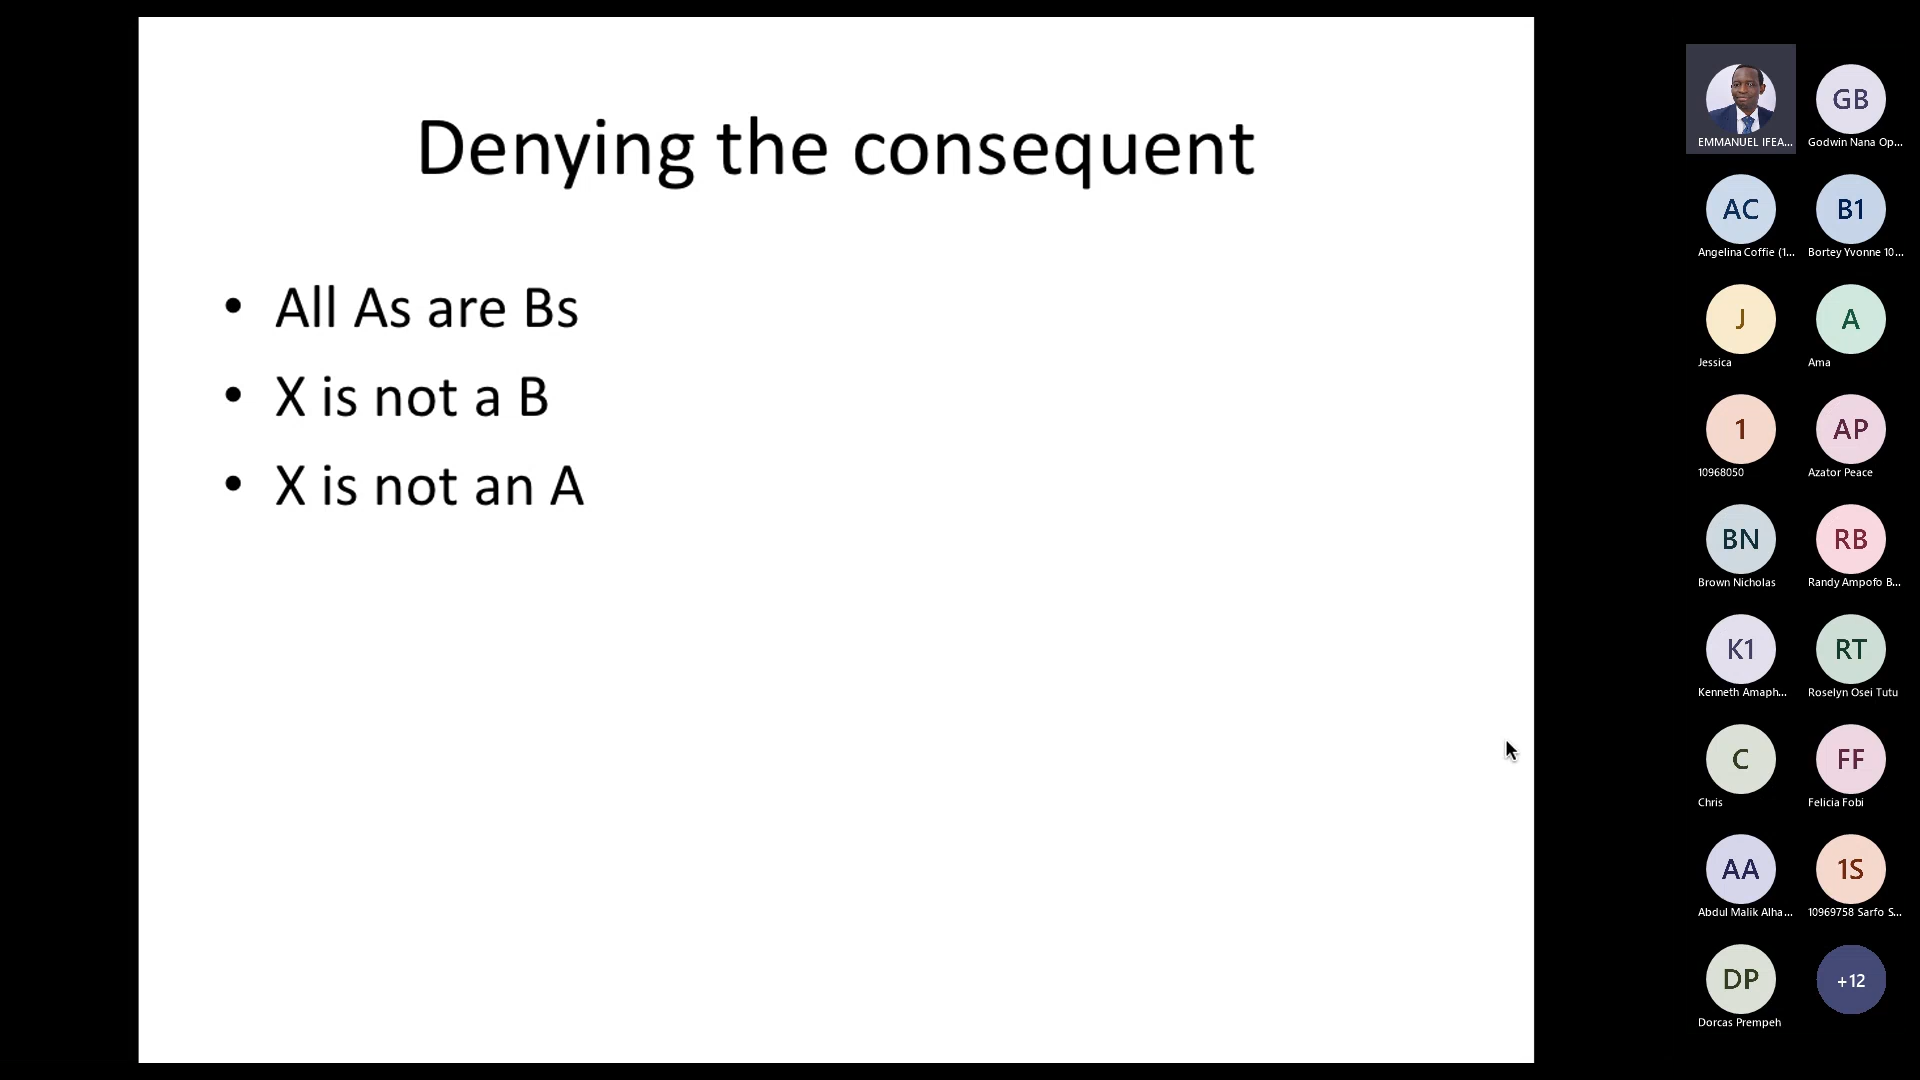 Denying the consequent
• All As are Bs
• X is not a B
• X is not an A
EMMANUEL IFEA...
GB
Godwin Nana Op...
AC
Angelina Coffie (1...
B1
Bortey Yvonne 10...
J
Jessica
A
Ama
1
10968050
AP
Azator Peace
BN
Brown Nicholas
RB
Randy Ampofo B...
K1
Kenneth Amaph...
RT
Roselyn Osei Tutu
C
Chris
FF
Felicia Fobi
AA
Abdul Malik Alha...
1S
10969758 Sarfo S...
DP
Dorcas Prempeh
+12